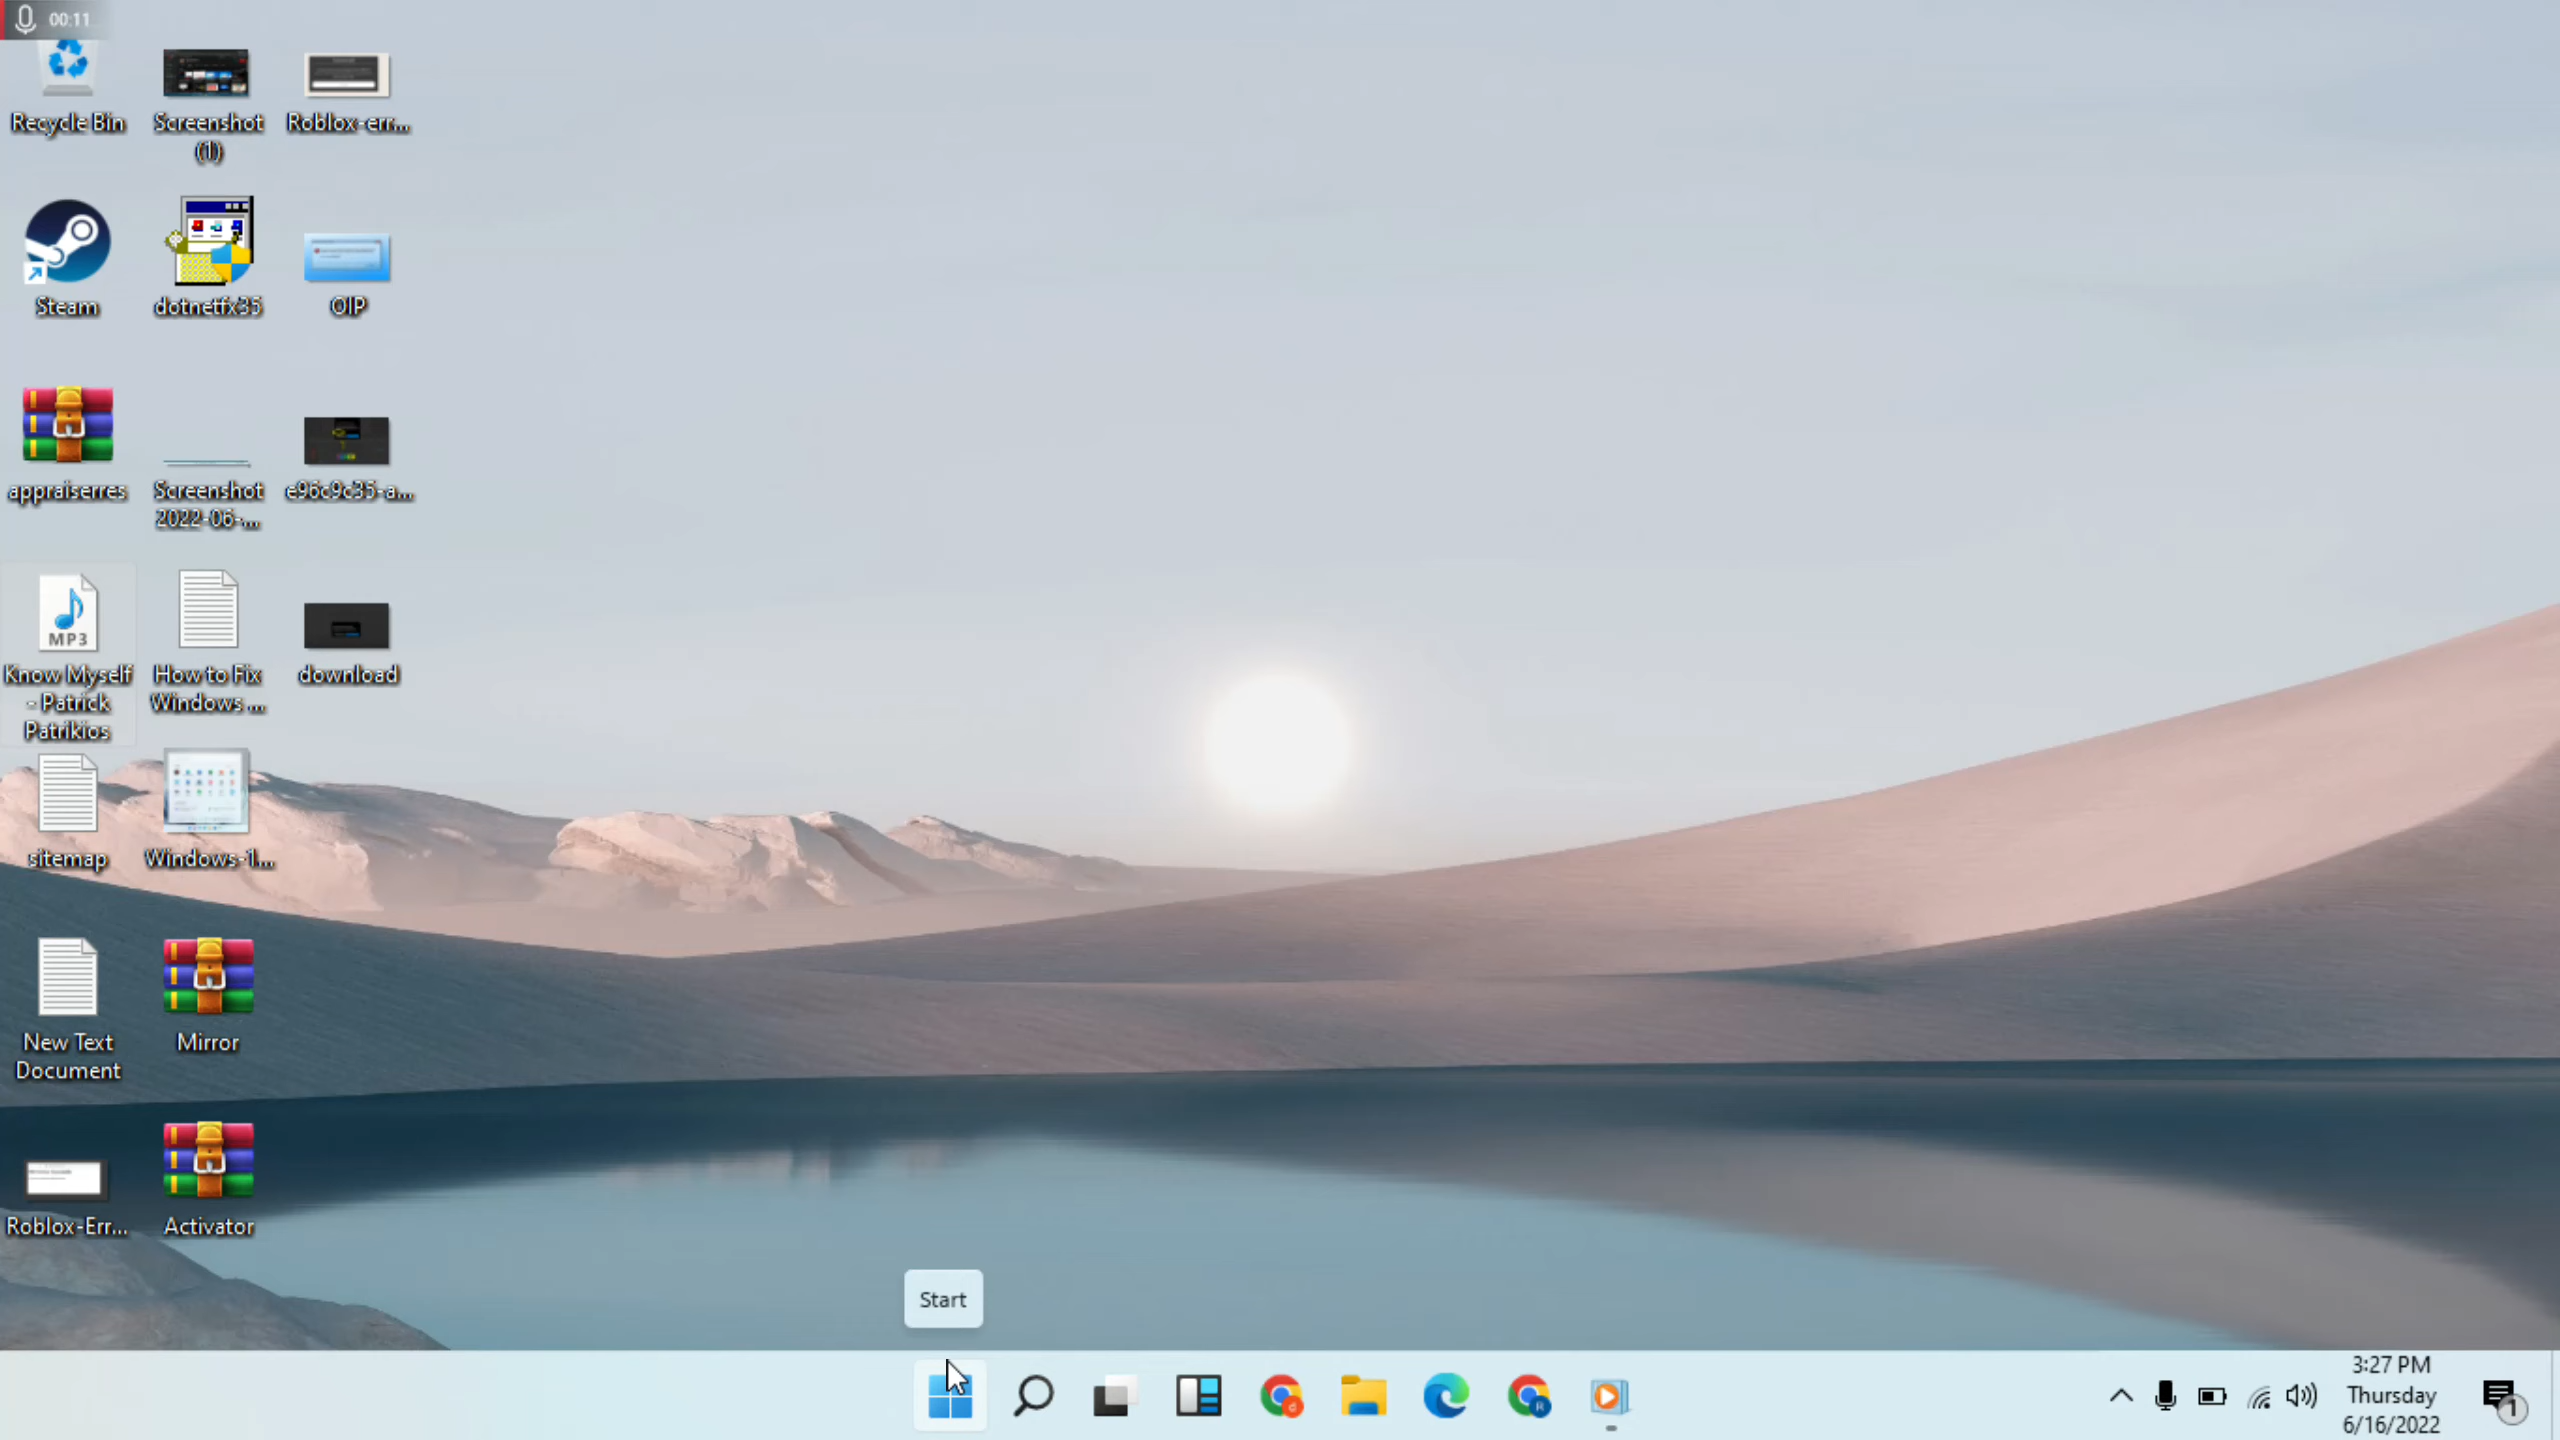 00:11
Recycle Bin
Screenshot
(1)
Roblox-err...
Steam
dotnetfx35
OIP
appraiserres
Screenshot
2022-06-...
e96c9c35-a...
MP3
Know Myself
- Patrick
Patrikios
How to Fix
Windows ...
download
sitemap
Windows-1...
New Text
Document
Mirror
Roblox-Err...
Activator
Start
d
R
3:27 PM
Thursday
6/16/2022
1